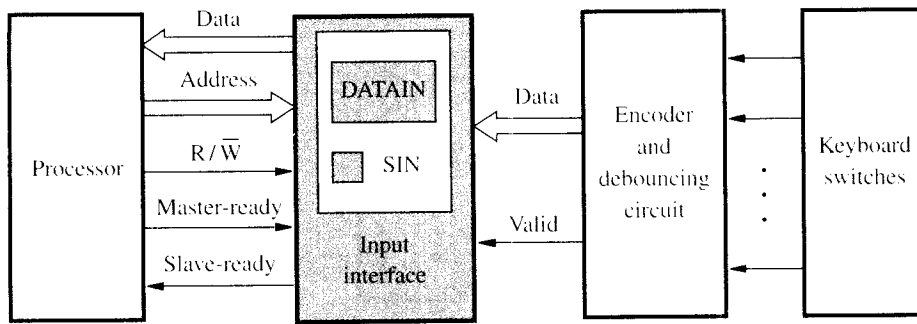 Data
Address
R/W̅
Master-ready
Slave-ready
Processor
DATAIN
SIN
Input
interface
Data
Valid
Encoder
and
debouncing
circuit
Keyboard
switches